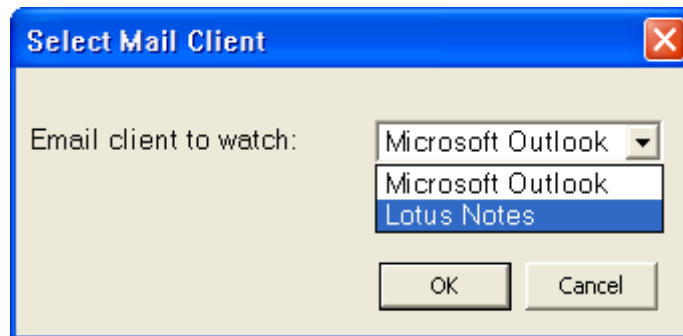 Select Mail Client
Email client to watch: Microsoft Outlook
Microsoft Outlook
Lotus Notes
OK Cancel